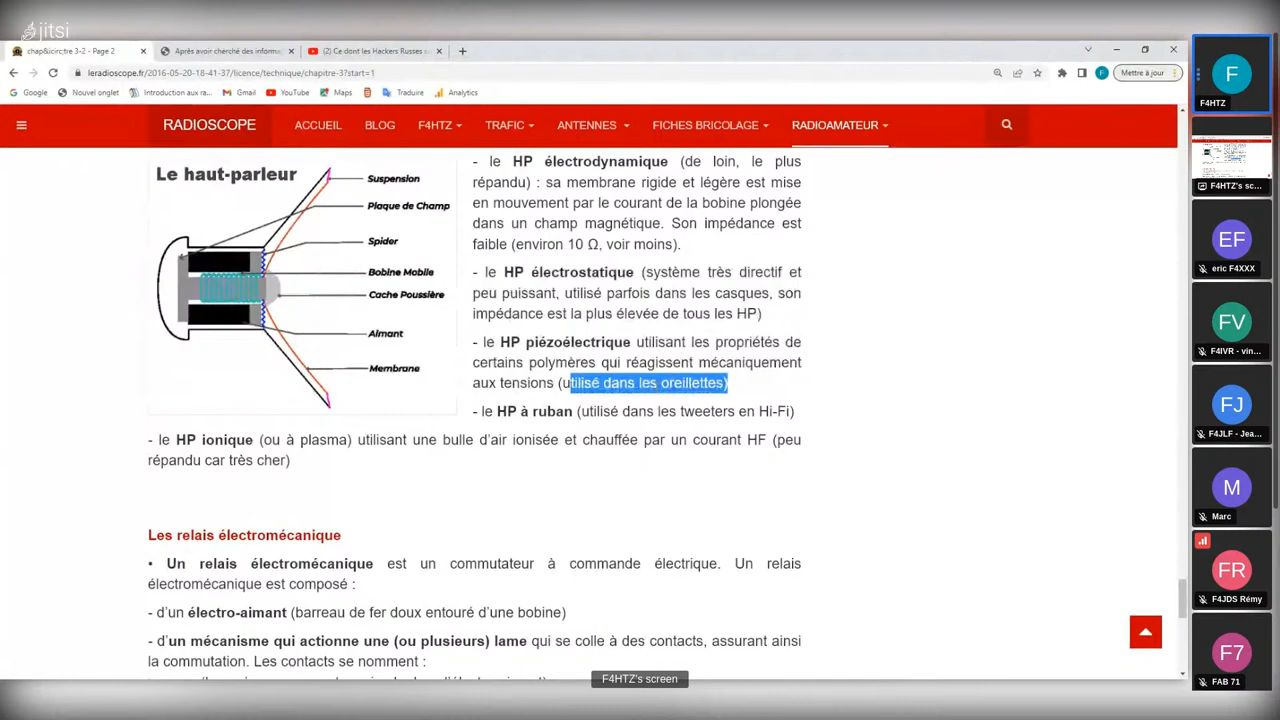 jitsi
chap&icirc;tre 3-2 - Page 2
Après avoir cherché des informa
(2) Ce dont les Hackers Russes so
leradioscope.fr/2016-05-20-18-41-37/licence/technique/chapitre-3?start=1
F
Mettre à jour
Google
Nouvel onglet
Introduction aux ra...
Gmail
YouTube
Maps
Traduire
Analytics
RADIOSCOPE
ACCUEIL
BLOG
F4HTZ
TRAFIC
ANTENNES
FICHES BRICOLAGE
RADIOAMATEUR
Le haut-parleur
Suspension
Plaque de Champ
Spider
Bobine Mobile
Cache Poussière
Aimant
Membrane
- le HP électrodynamique (de loin, le plus
répandu) : sa membrane rigide et légère est mise
en mouvement par le courant de la bobine plongée
dans un champ magnétique. Son impédance est
faible (environ 10 Ω, voir moins).
- le HP électrostatique (système très directif et
peu puissant, utilisé parfois dans les casques, son
impédance est la plus élevée de tous les HP)
- le HP piézoélectrique utilisant les propriétés de
certains polymères qui réagissent mécaniquement
aux tensions (utilisé dans les oreillettes)
- le HP à ruban (utilisé dans les tweeters en Hi-Fi)
- le HP ionique (ou à plasma) utilisant une bulle d'air ionisée et chauffée par un courant HF (peu
répandu car très cher)
Les relais électromécanique
• Un relais électromécanique est un commutateur à commande électrique. Un relais
électromécanique est composé :
- d'un électro-aimant (barreau de fer doux entouré d'une bobine)
- d'un mécanisme qui actionne une (ou plusieurs) lame qui se colle à des contacts, assurant ainsi
la commutation. Les contacts se nomment :
F4HTZ's screen
F
F4HTZ
F4HTZ's sc...
EF
eric F4XXX
FV
F4IVR - vin...
FJ
F4JLF - Jea...
M
Marc
FR
F4JDS Rémy
F7
FAB 71